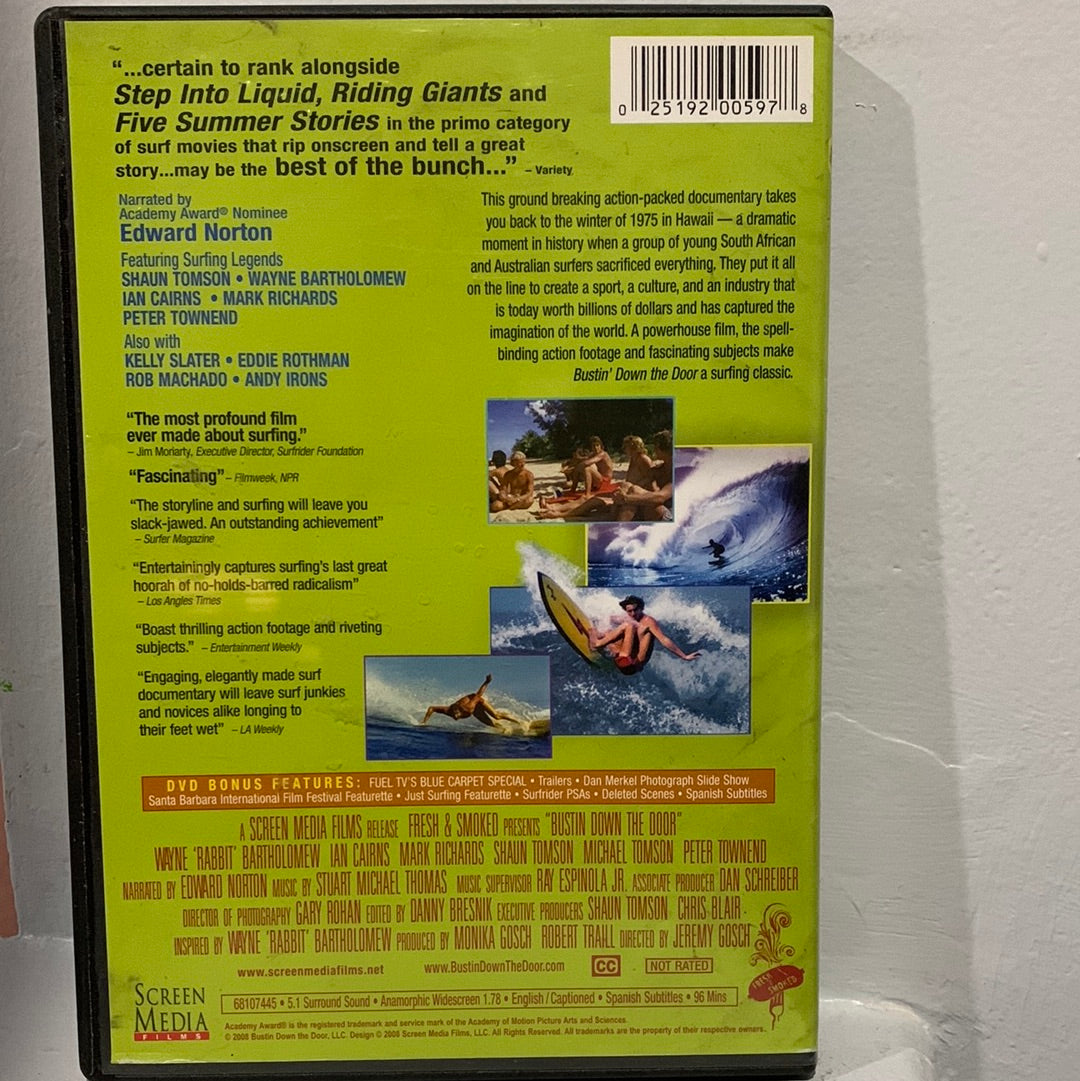 "...certain to rank alongside
Step Into Liquid, Riding Giants and
Five Summer Stories in the primo category
of surf movies that rip onscreen and tell a great
story...may be the best of the bunch..." – Variety
0 25192 00597 8
Narrated by
Academy Award® Nominee
Edward Norton
Featuring Surfing Legends
SHAUN TOMSON • WAYNE BARTHOLOMEW
IAN CAIRNS • MARK RICHARDS
PETER TOWNEND
Also with
KELLY SLATER • EDDIE ROTHMAN
ROB MACHADO • ANDY IRONS
This ground breaking action-packed documentary takes
you back to the winter of 1975 in Hawaii — a dramatic
moment in history when a group of young South African
and Australian surfers sacrificed everything. They put it all
on the line to create a sport, a culture, and an industry that
is today worth billions of dollars and has captured the
imagination of the world. A powerhouse film, the spell-
binding action footage and fascinating subjects make
Bustin' Down the Door a surfing classic.
"The most profound film
ever made about surfing."
– Jim Moriarty, Executive Director, Surfrider Foundation
"Fascinating" – Filmweek, NPR
"The storyline and surfing will leave you
slack-jawed. An outstanding achievement"
– Surfer Magazine
"Entertainingly captures surfing's last great
hoorah of no-holds-barred radicalism"
– Los Angles Times
"Boast thrilling action footage and riveting
subjects." – Entertainment Weekly
"Engaging, elegantly made surf
documentary will leave surf junkies
and novices alike longing to
their feet wet" – LA Weekly
DVD BONUS FEATURES: FUEL TV'S BLUE CARPET SPECIAL • Trailers • Dan Merkel Photograph Slide Show
Santa Barbara International Film Festival Featurette • Just Surfing Featurette • Surfrider PSAs • Deleted Scenes • Spanish Subtitles
A SCREEN MEDIA FILMS RELEASE FRESH & SMOKED PRESENTS "BUSTIN DOWN THE DOOR"
WAYNE 'RABBIT' BARTHOLOMEW IAN CAIRNS MARK RICHARDS SHAUN TOMSON MICHAEL TOMSON PETER TOWNEND
NARRATED BY EDWARD NORTON MUSIC BY STUART MICHAEL THOMAS MUSIC SUPERVISOR RAY ESPINOLA JR. ASSOCIATE PRODUCER DAN SCHREIBER
DIRECTOR OF PHOTOGRAPHY GARY ROHAN EDITED BY DANNY BRESNIK EXECUTIVE PRODUCERS SHAUN TOMSON CHRIS BLAIR
INSPIRED BY WAYNE 'RABBIT' BARTHOLOMEW PRODUCED BY MONIKA GOSCH ROBERT TRAILL DIRECTED BY JEREMY GOSCH
www.screenmediafilms.net www.BustinDownTheDoor.com CC NOT RATED
FRESH & SMOKED
SCREEN
MEDIA
FILMS
68107445 • 5.1 Surround Sound • Anamorphic Widescreen 1.78 • English / Captioned • Spanish Subtitles • 96 Mins
Academy Award® is the registered trademark and service mark of the Academy of Motion Picture Arts and Sciences.
© 2008 Bustin Down the Door, LLC. Design © 2008 Screen Media Films, LLC. All Rights Reserved. All trademarks are the property of their respective owners.